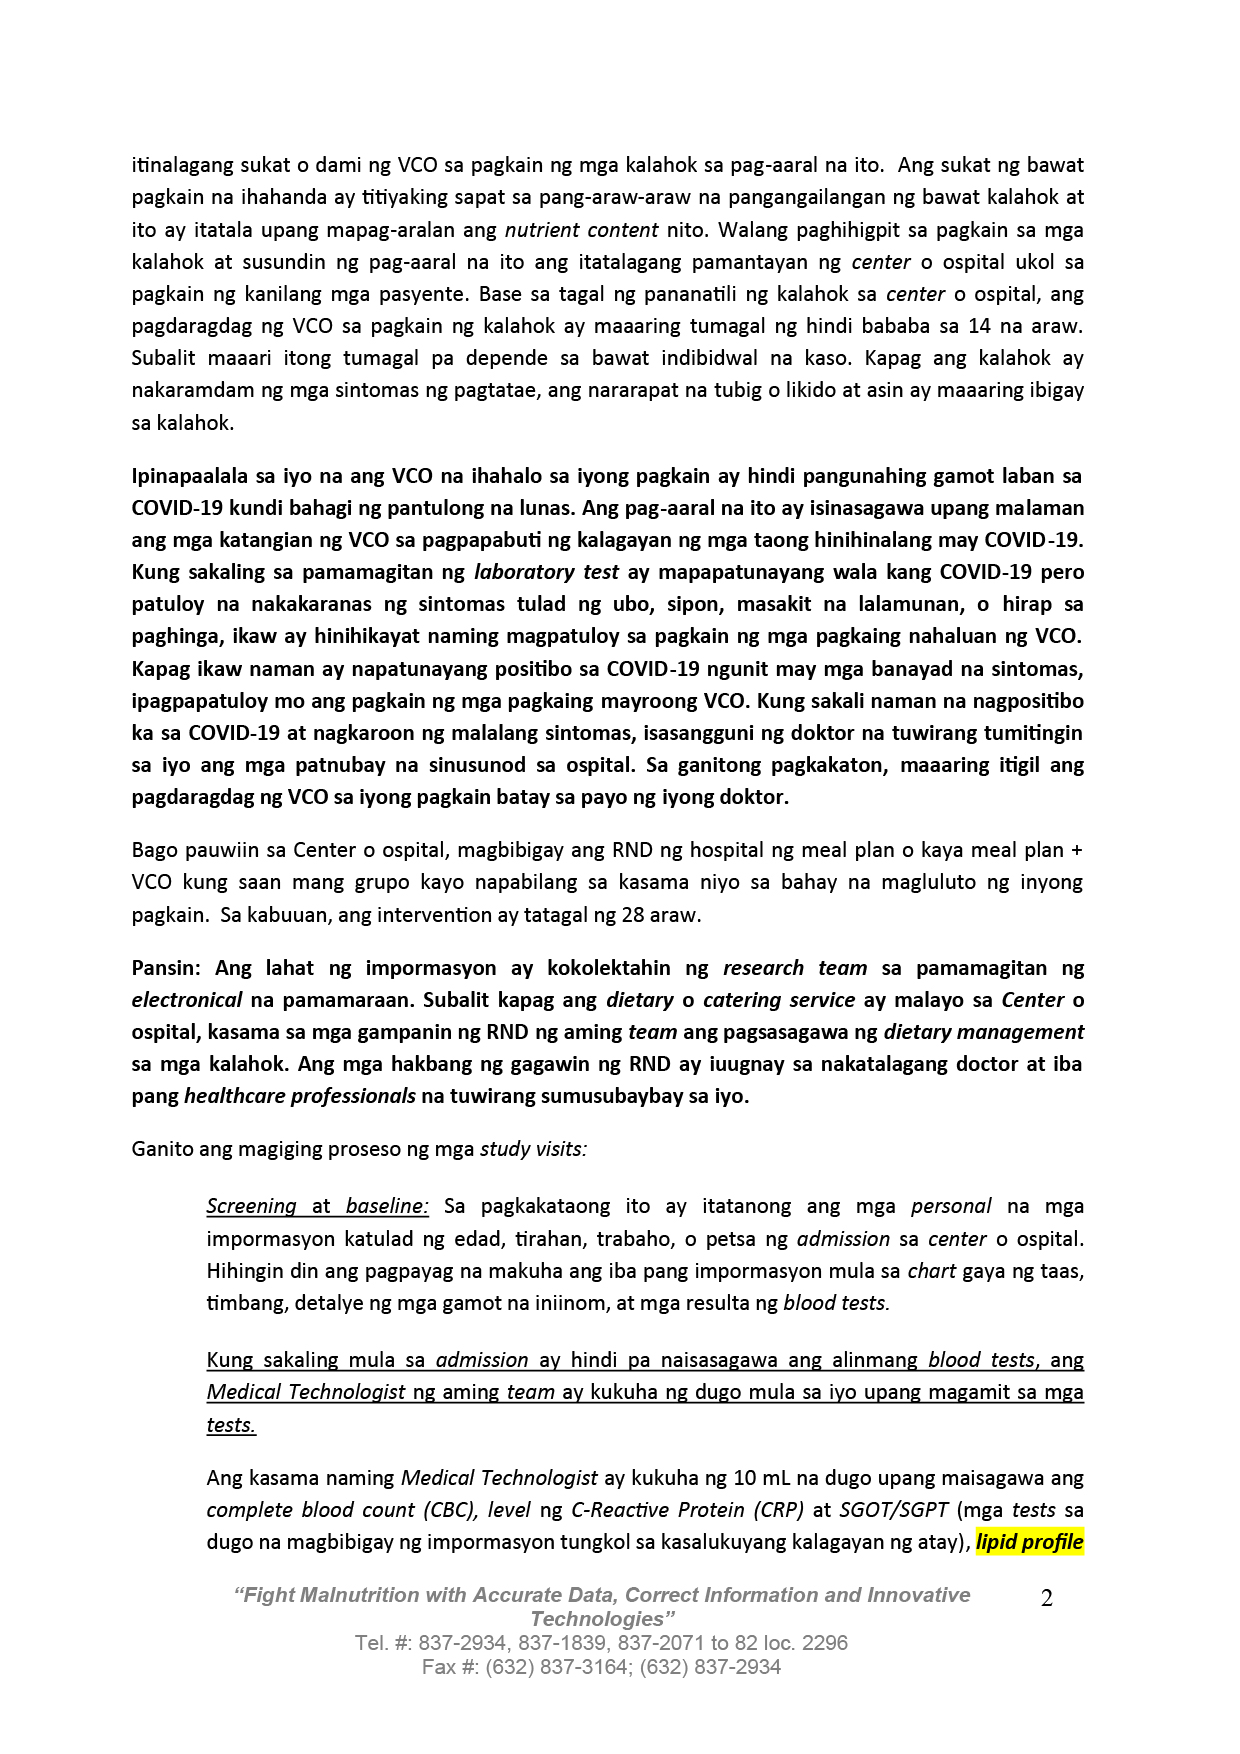 itinalagang sukat o dami ng VCO sa pagkain ng mga kalahok sa pag-aaral na ito.  Ang sukat ng bawat
pagkain na ihahanda ay titiyaking sapat sa pang-araw-araw na pangangailangan ng bawat kalahok at
ito ay itatala upang mapag-aralan ang nutrient content nito. Walang paghihigpit sa pagkain sa mga
kalahok at susundin ng pag-aaral na ito ang itatalagang pamantayan ng center o ospital ukol sa
pagkain ng kanilang mga pasyente. Base sa tagal ng pananatili ng kalahok sa center o ospital, ang
pagdaragdag ng VCO sa pagkain ng kalahok ay maaaring tumagal ng hindi bababa sa 14 na araw.
Subalit maaari itong tumagal pa depende sa bawat indibidwal na kaso. Kapag ang kalahok ay
nakaramdam ng mga sintomas ng pagtatae, ang nararapat na tubig o likido at asin ay maaaring ibigay
sa kalahok.
Ipinapaalala sa iyo na ang VCO na ihahalo sa iyong pagkain ay hindi pangunahing gamot laban sa
COVID-19 kundi bahagi ng pantulong na lunas. Ang pag-aaral na ito ay isinasagawa upang malaman
ang mga katangian ng VCO sa pagpapabuti ng kalagayan ng mga taong hinihinalang may COVID-19.
Kung sakaling sa pamamagitan ng laboratory test ay mapapatunayang wala kang COVID-19 pero
patuloy na nakakaranas ng sintomas tulad ng ubo, sipon, masakit na lalamunan, o hirap sa
paghinga, ikaw ay hinihikayat naming magpatuloy sa pagkain ng mga pagkaing nahaluan ng VCO.
Kapag ikaw naman ay napatunayang positibo sa COVID-19 ngunit may mga banayad na sintomas,
ipagpapatuloy mo ang pagkain ng mga pagkaing mayroong VCO. Kung sakali naman na nagpositibo
ka sa COVID-19 at nagkaroon ng malalang sintomas, isasangguni ng doktor na tuwirang tumitingin
sa iyo ang mga patnubay na sinusunod sa ospital. Sa ganitong pagkakaton, maaaring itigil ang
pagdaragdag ng VCO sa iyong pagkain batay sa payo ng iyong doktor.
Bago pauwiin sa Center o ospital, magbibigay ang RND ng hospital ng meal plan o kaya meal plan +
VCO kung saan mang grupo kayo napabilang sa kasama niyo sa bahay na magluluto ng inyong
pagkain.  Sa kabuuan, ang intervention ay tatagal ng 28 araw.
Pansin: Ang lahat ng impormasyon ay kokolektahin ng research team sa pamamagitan ng
electronical na pamamaraan. Subalit kapag ang dietary o catering service ay malayo sa Center o
ospital, kasama sa mga gampanin ng RND ng aming team ang pagsasagawa ng dietary management
sa mga kalahok. Ang mga hakbang ng gagawin ng RND ay iuugnay sa nakatalagang doctor at iba
pang healthcare professionals na tuwirang sumusubaybay sa iyo.
Ganito ang magiging proseso ng mga study visits:
Screening at baseline: Sa pagkakataong ito ay itatanong ang mga personal na mga
impormasyon katulad ng edad, tirahan, trabaho, o petsa ng admission sa center o ospital.
Hihingin din ang pagpayag na makuha ang iba pang impormasyon mula sa chart gaya ng taas,
timbang, detalye ng mga gamot na iniinom, at mga resulta ng blood tests.
Kung sakaling mula sa admission ay hindi pa naisasagawa ang alinmang blood tests, ang
Medical Technologist ng aming team ay kukuha ng dugo mula sa iyo upang magamit sa mga
tests.
Ang kasama naming Medical Technologist ay kukuha ng 10 mL na dugo upang maisagawa ang
complete blood count (CBC), level ng C-Reactive Protein (CRP) at SGOT/SGPT (mga tests sa
dugo na magbibigay ng impormasyon tungkol sa kasalukuyang kalagayan ng atay), lipid profile
“Fight Malnutrition with Accurate Data, Correct Information and Innovative
Technologies”
Tel. #: 837-2934, 837-1839, 837-2071 to 82 loc. 2296
Fax #: (632) 837-3164; (632) 837-2934
2